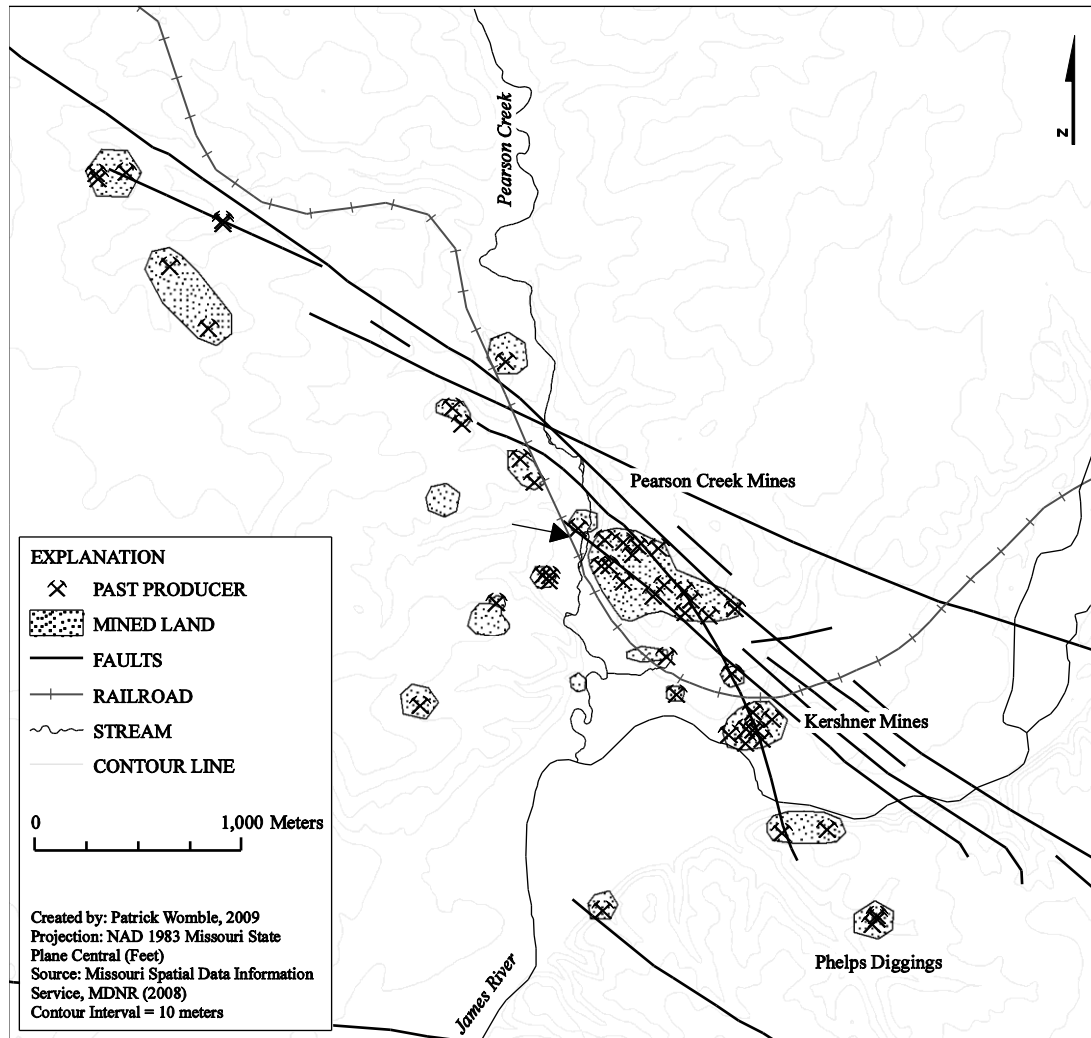 Pearson Creek
N
Pearson Creek Mines
Kershner Mines
Phelps Diggings
James River
EXPLANATION
PAST PRODUCER
MINED LAND
FAULTS
RAILROAD
STREAM
CONTOUR LINE
0 1,000 Meters
Created by: Patrick Womble, 2009
Projection: NAD 1983 Missouri State
Plane Central (Feet)
Source: Missouri Spatial Data Information
Service, MDNR (2008)
Contour Interval = 10 meters